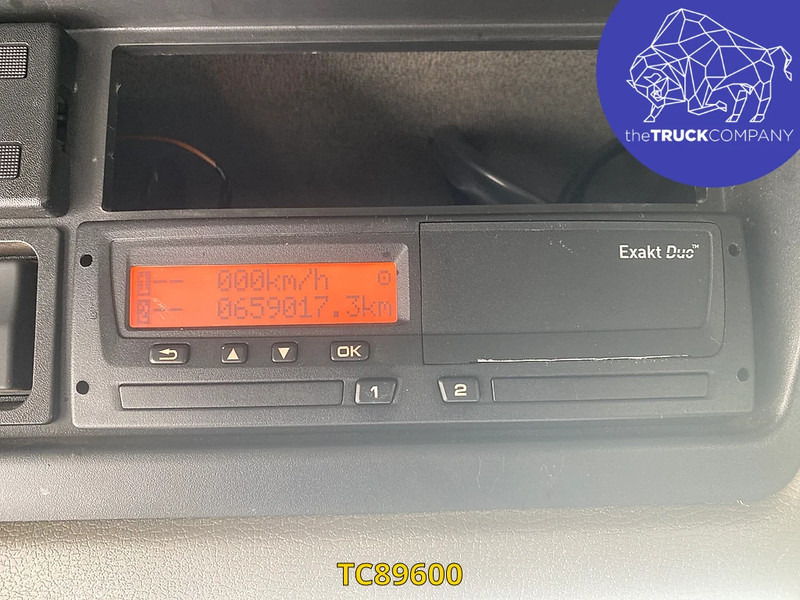 theTRUCKCOMPANY
Exakt Duo™
1 -- 000km/h
2 -- 0659017.3km
OK
1 2
TC89600